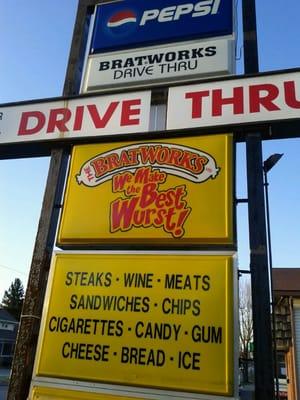 PEPSI
BRATWORKS
DRIVE THRU
DRIVE THRU
THE BRATWORKS
We Make
the Best
Wurst!
STEAKS · WINE · MEATS
SANDWICHES · CHIPS
CIGARETTES · CANDY · GUM
CHEESE · BREAD · ICE